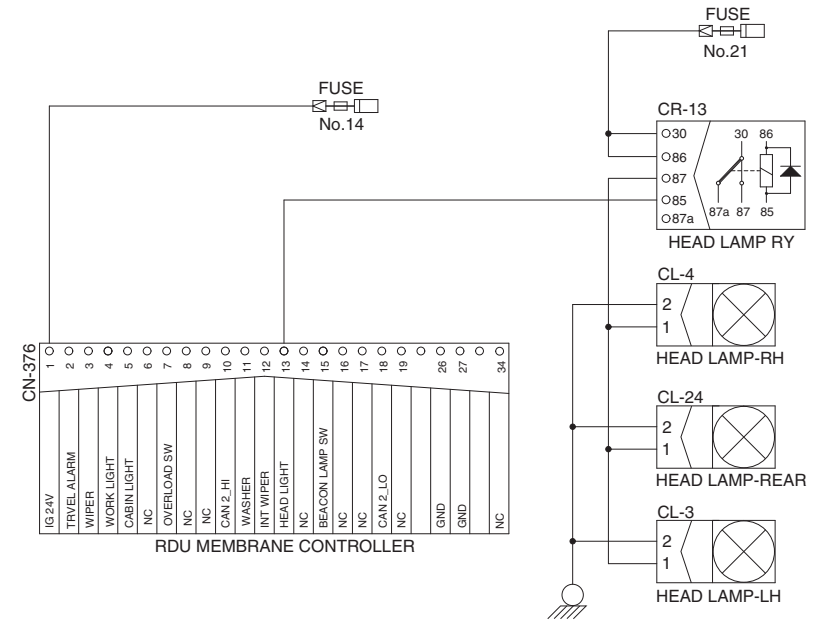 FUSE
No.21
FUSE
No.14
CR-13
30
86
87
85
87a
30 86
87a 87 85
HEAD LAMP RY
CL-4
2
1
HEAD LAMP-RH
CL-24
2
1
HEAD LAMP-REAR
CL-3
2
1
HEAD LAMP-LH
CN-376
1 2 3 4 5 6 7 8 9 10 11 12 13 14 15 16 17 18 19 26 27 34
IG 24V
TRVEL ALARM
WIPER
WORK LIGHT
CABIN LIGHT
NC
OVERLOAD SW
NC
NC
CAN 2_HI
WASHER
INT WIPER
HEAD LIGHT
NC
BEACON LAMP SW
NC
NC
CAN 2_LO
NC
GND
GND
NC
RDU MEMBRANE CONTROLLER